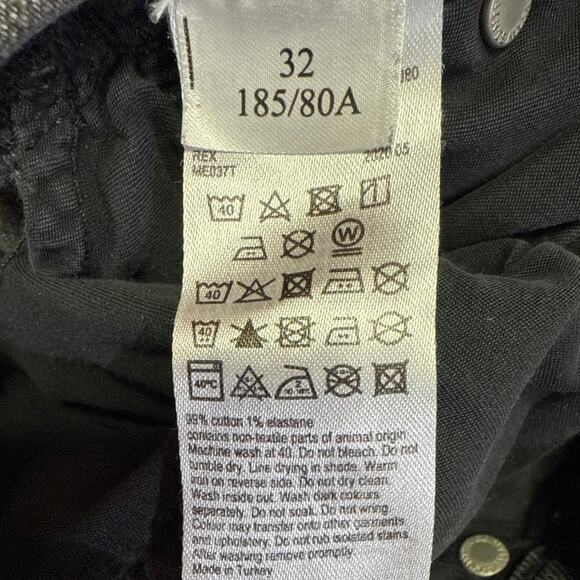 32
185/80A
REX
2020 05
ME037T
40
W
40
40
40°C
99% cotton 1% elastane
contains non-textile parts of animal origin
Machine wash at 40. Do not bleach. Do not
tumble dry. Line drying in shade. Warm
iron on reverse side. Do not dry clean.
Wash inside out. Wash dark colours
separately. Do not soak. Do not wring.
Colour may transfer onto other garments
and upholstery. Do not rub isolated stains.
After washing remove promptly.
Made in Turkey